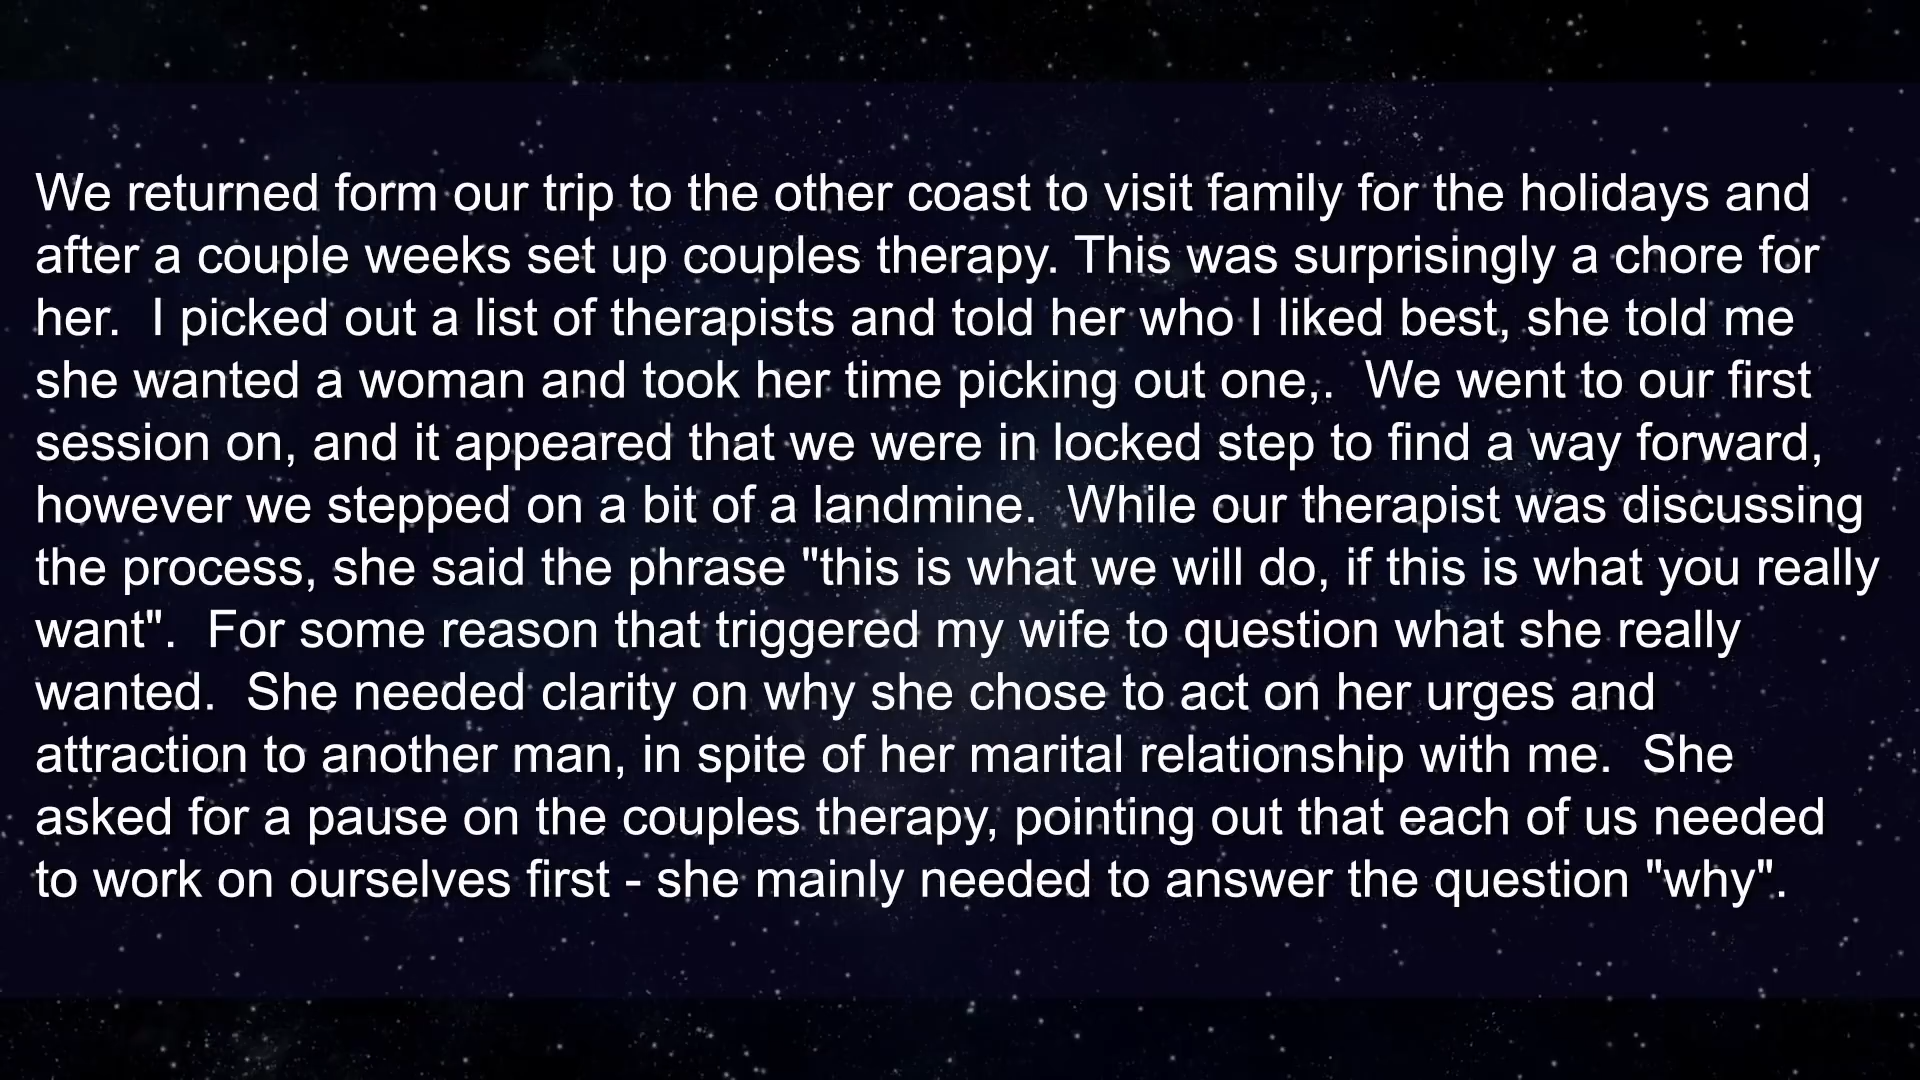 We returned form our trip to the other coast to visit family for the holidays and
after a couple weeks set up couples therapy. This was surprisingly a chore for
her.  I picked out a list of therapists and told her who I liked best, she told me
she wanted a woman and took her time picking out one,.  We went to our first
session on, and it appeared that we were in locked step to find a way forward,
however we stepped on a bit of a landmine.  While our therapist was discussing
the process, she said the phrase "this is what we will do, if this is what you really
want".  For some reason that triggered my wife to question what she really
wanted.  She needed clarity on why she chose to act on her urges and
attraction to another man, in spite of her marital relationship with me.  She
asked for a pause on the couples therapy, pointing out that each of us needed
to work on ourselves first - she mainly needed to answer the question "why".